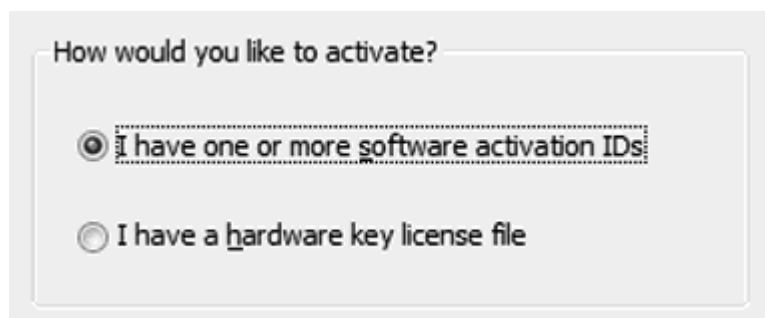 How would you like to activate?
I have one or more software activation IDs
I have a hardware key license file